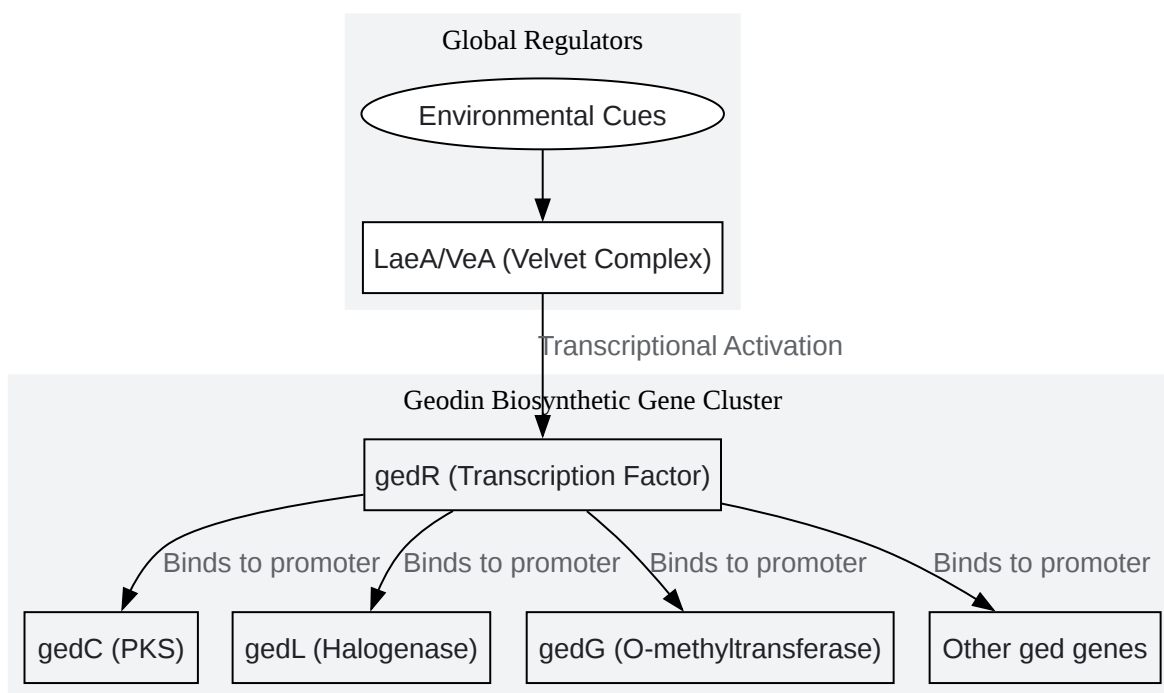 Global Regulators
Environmental Cues
LaeA/VeA (Velvet Complex)
Transcriptional Activation
Geodin Biosynthetic Gene Cluster
gedR (Transcription Factor)
Binds to promoter
Binds to promoter
Binds to promoter
Binds to promoter
gedC (PKS)
gedL (Halogenase)
gedG (O-methyltransferase)
Other ged genes